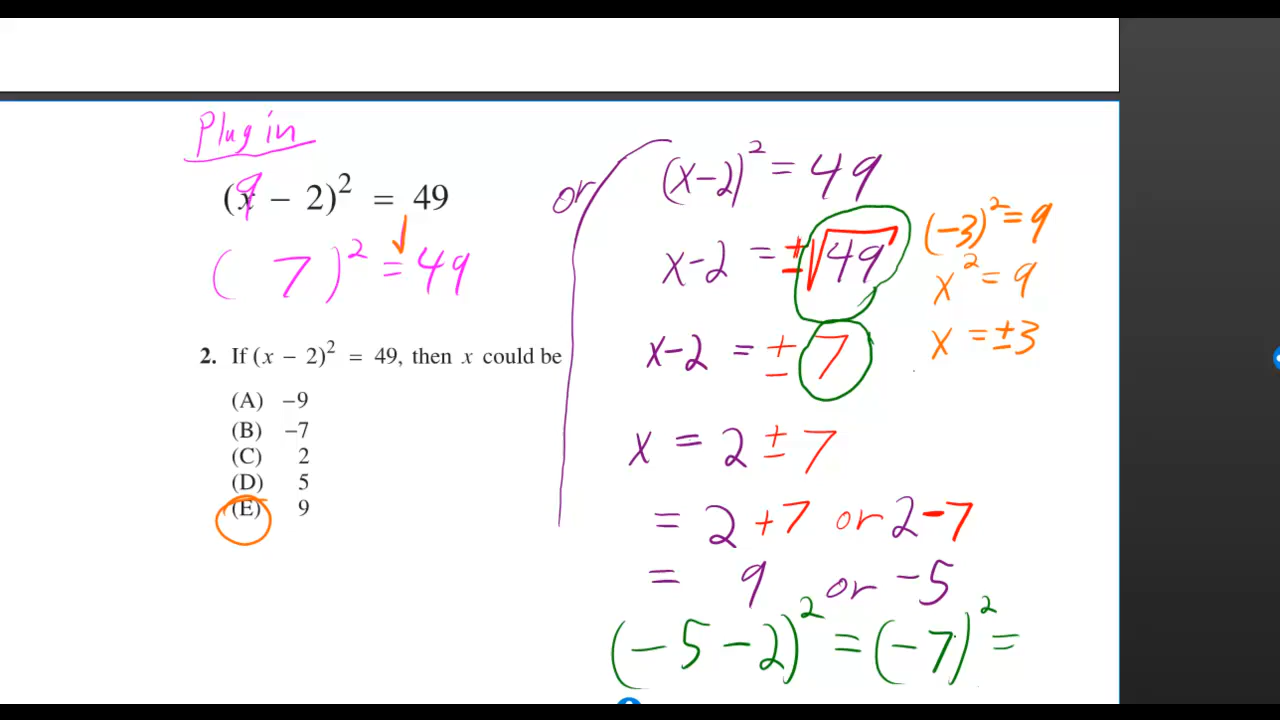 Plug in
(x − 2)² = 49
9
( 7 )² = 49
2. If (x − 2)² = 49, then x could be
(A) −9
(B) −7
(C) 2
(D) 5
(E) 9
or
(x−2)² = 49
x−2 = ±√49
x−2 = ± 7
x = 2 ± 7
= 2 +7 or 2 −7
= 9 or −5
(−5 −2)² = (−7)² =
(−3)² = 9
x² = 9
x = ±3